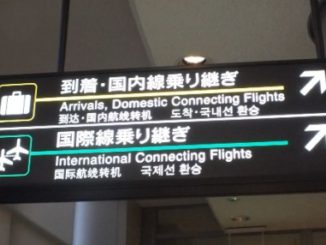 到着・国内線乗り継ぎ
Arrivals, Domestic Connecting Flights
到达・国内航线转机 도착・국내선 환승
国際線乗り継ぎ
International Connecting Flights
国际航线转机 국제선 환승